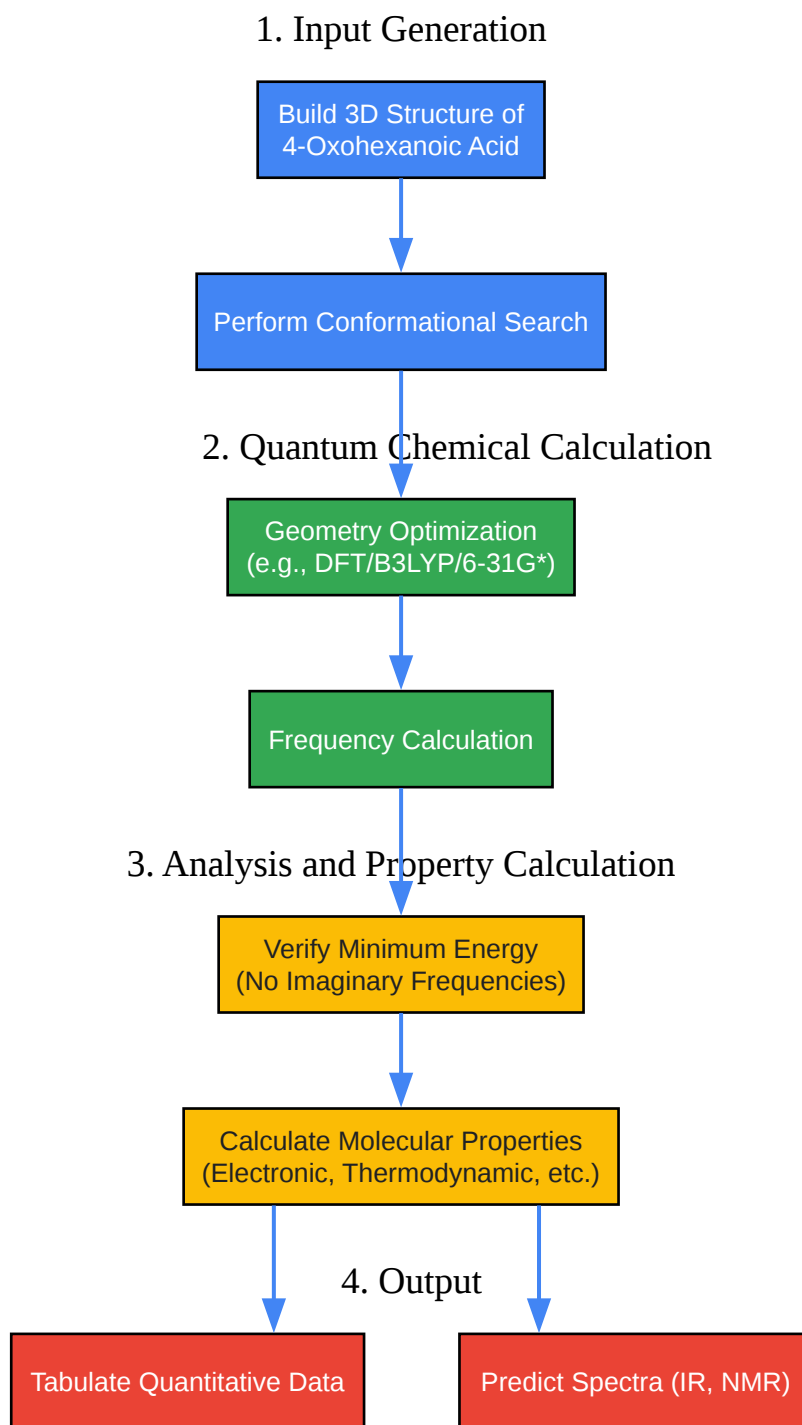 1. Input Generation
Build 3D Structure of
4-Oxohexanoic Acid
Perform Conformational Search
2. Quantum Chemical Calculation
Geometry Optimization
(e.g., DFT/B3LYP/6-31G*)
Frequency Calculation
3. Analysis and Property Calculation
Verify Minimum Energy
(No Imaginary Frequencies)
Calculate Molecular Properties
(Electronic, Thermodynamic, etc.)
4. Output
Tabulate Quantitative Data
Predict Spectra (IR, NMR)